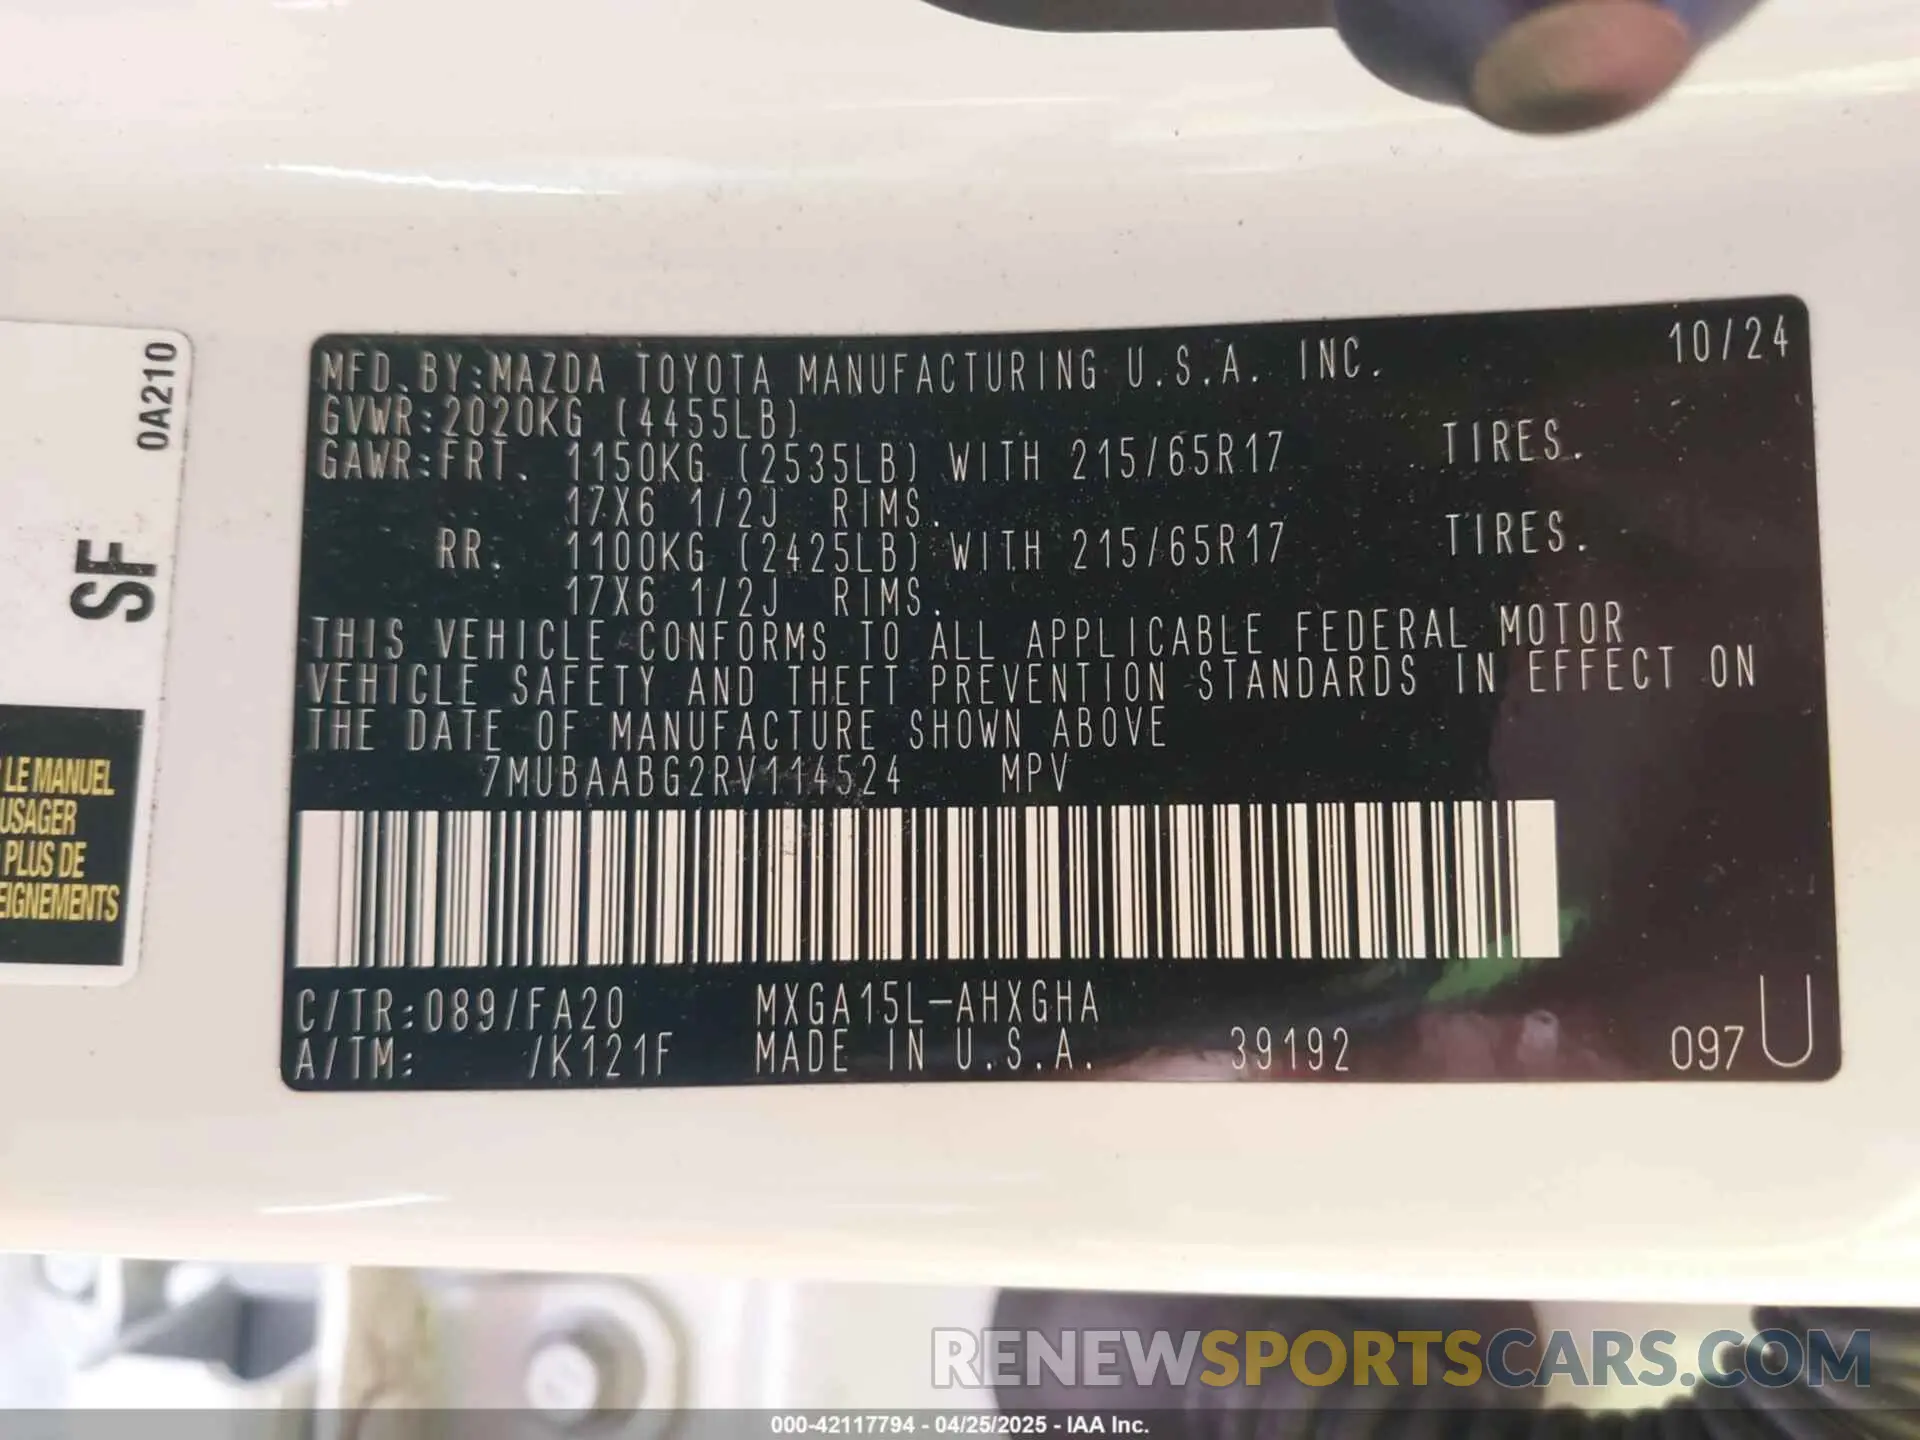 MFD.BY:MAZDA TOYOTA MANUFACTURING U.S.A. INC. 10/24
GVWR:2020KG (4455LB)
GAWR:FRT. 1150KG (2535LB) WITH 215/65R17 TIRES.
17X6 1/2J RIMS.
RR. 1100KG (2425LB) WITH 215/65R17 TIRES.
17X6 1/2J RIMS.
THIS VEHICLE CONFORMS TO ALL APPLICABLE FEDERAL MOTOR
VEHICLE SAFETY AND THEFT PREVENTION STANDARDS IN EFFECT ON
THE DATE OF MANUFACTURE SHOWN ABOVE
7MUBAABG2RV114524 MPV
C/TR:089/FA20 MXGA15L-AHXGHA
A/TM: /K121F MADE IN U.S.A. 39192 097U
0A210
SF
LE MANUEL
USAGER
PLUS DE
EIGNEMENTS
RENEWSPORTSCARS.COM
000-42117794 - 04/25/2025 - IAA Inc.